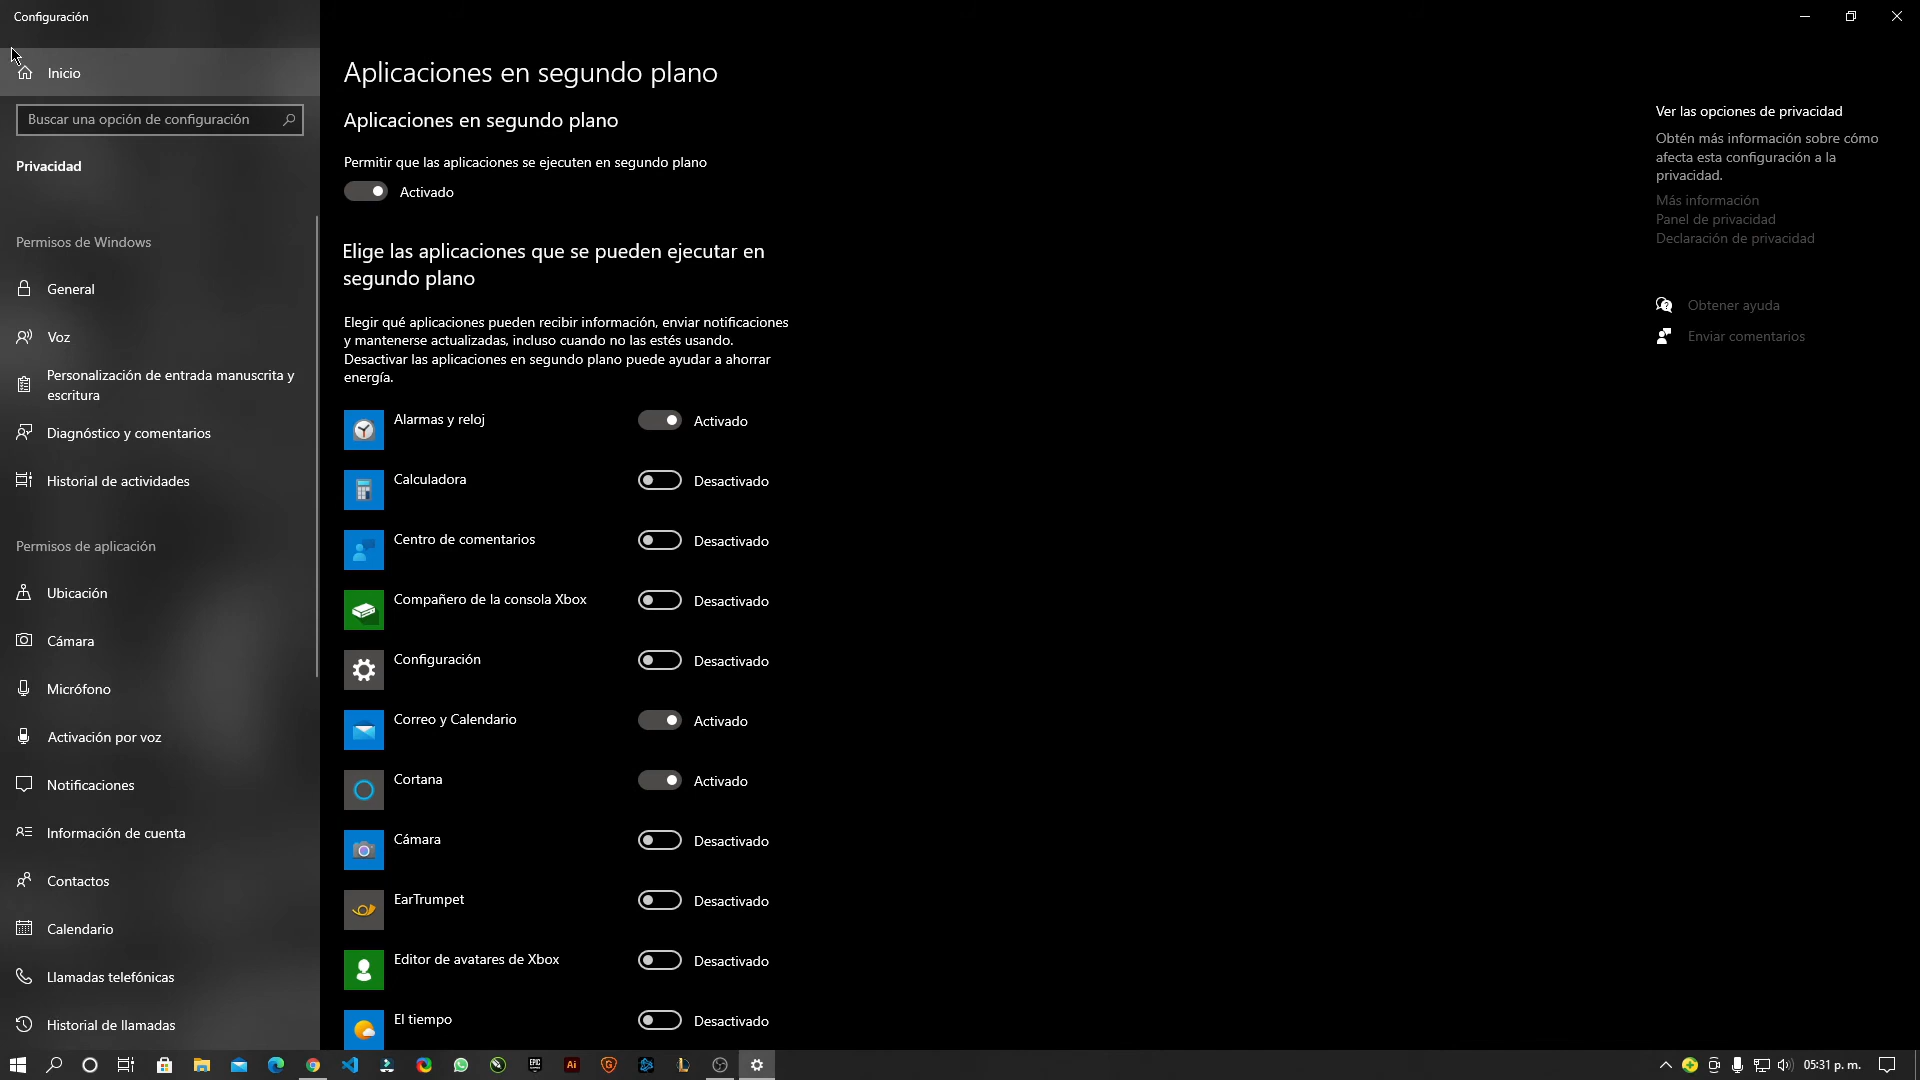 Configuración
Inicio
Buscar una opción de configuración
Privacidad
Permisos de Windows
General
Voz
Personalización de entrada manuscrita y
escritura
Diagnóstico y comentarios
Historial de actividades
Permisos de aplicación
Ubicación
Cámara
Micrófono
Activación por voz
Notificaciones
Información de cuenta
Contactos
Calendario
Llamadas telefónicas
Historial de llamadas
Aplicaciones en segundo plano
Aplicaciones en segundo plano
Permitir que las aplicaciones se ejecuten en segundo plano
Activado
Elige las aplicaciones que se pueden ejecutar en
segundo plano
Elegir qué aplicaciones pueden recibir información, enviar notificaciones
y mantenerse actualizadas, incluso cuando no las estés usando.
Desactivar las aplicaciones en segundo plano puede ayudar a ahorrar
energía.
Alarmas y reloj Activado
Calculadora Desactivado
Centro de comentarios Desactivado
Compañero de la consola Xbox Desactivado
Configuración Desactivado
Correo y Calendario Activado
Cortana Activado
Cámara Desactivado
EarTrumpet Desactivado
Editor de avatares de Xbox Desactivado
El tiempo Desactivado
Ver las opciones de privacidad
Obtén más información sobre cómo
afecta esta configuración a la
privacidad.
Más información
Panel de privacidad
Declaración de privacidad
Obtener ayuda
Enviar comentarios
EPIC
Ai
05:31 p. m.